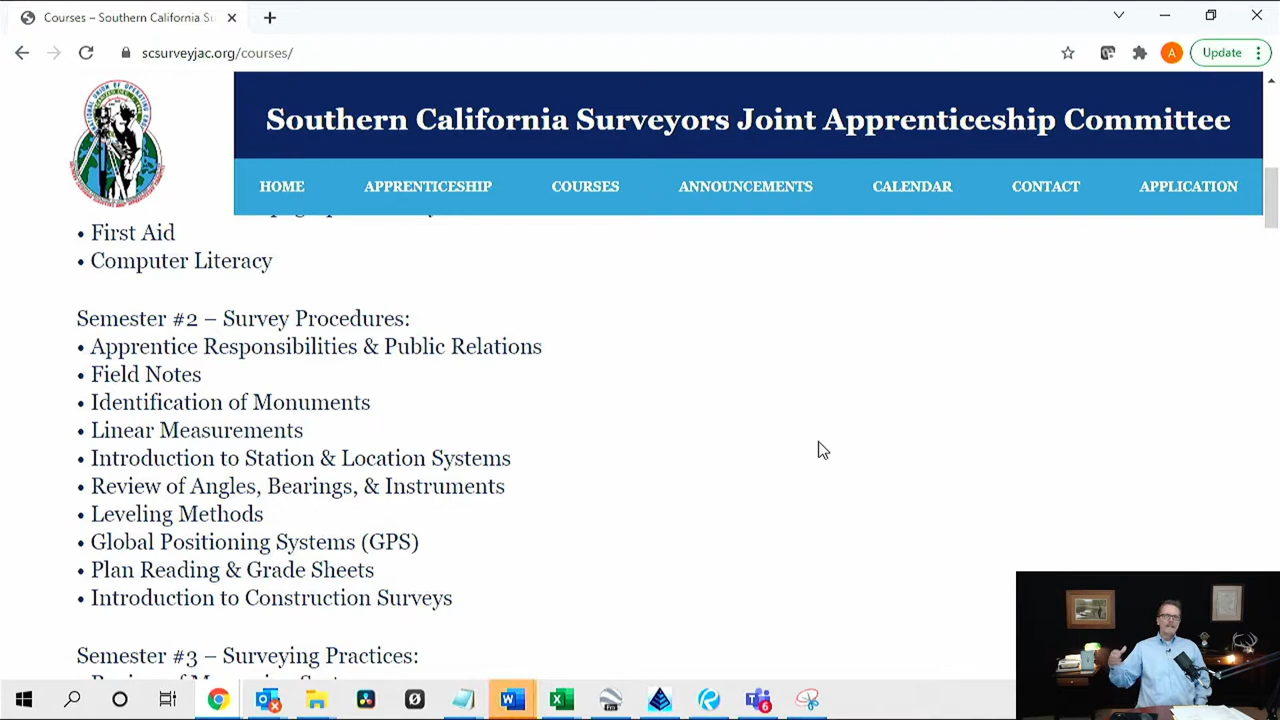 Courses – Southern California Su
scsurveyjac.org/courses/
Update
Southern California Surveyors Joint Apprenticeship Committee
HOME APPRENTICESHIP COURSES ANNOUNCEMENTS CALENDAR CONTACT APPLICATION
• First Aid
• Computer Literacy
Semester #2 – Survey Procedures:
• Apprentice Responsibilities & Public Relations
• Field Notes
• Identification of Monuments
• Linear Measurements
• Introduction to Station & Location Systems
• Review of Angles, Bearings, & Instruments
• Leveling Methods
• Global Positioning Systems (GPS)
• Plan Reading & Grade Sheets
• Introduction to Construction Surveys
Semester #3 – Surveying Practices: